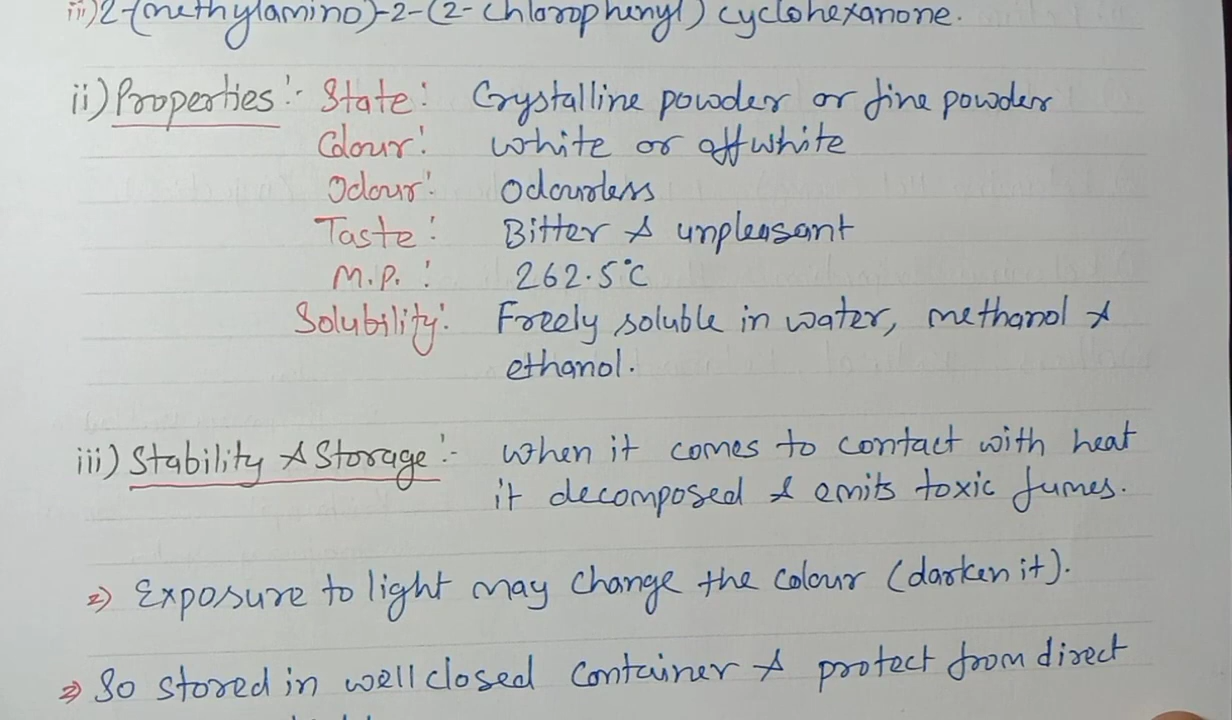 iii) 2-(methylamino)-2-(2-chlorophenyl) cyclohexanone.
ii) Properties:- State: Crystalline powder or fine powder
Colour: White or offwhite
Odour: Odourless
Taste: Bitter & unpleasant
M.P. : 262.5°C
Solubility: Freely soluble in water, methanol &
ethanol.
iii) Stability & Storage:- When it comes to contact with heat
it decomposed & emits toxic fumes.
=> Exposure to light may change the colour (darken it).
=> So stored in well closed container & protect from direct